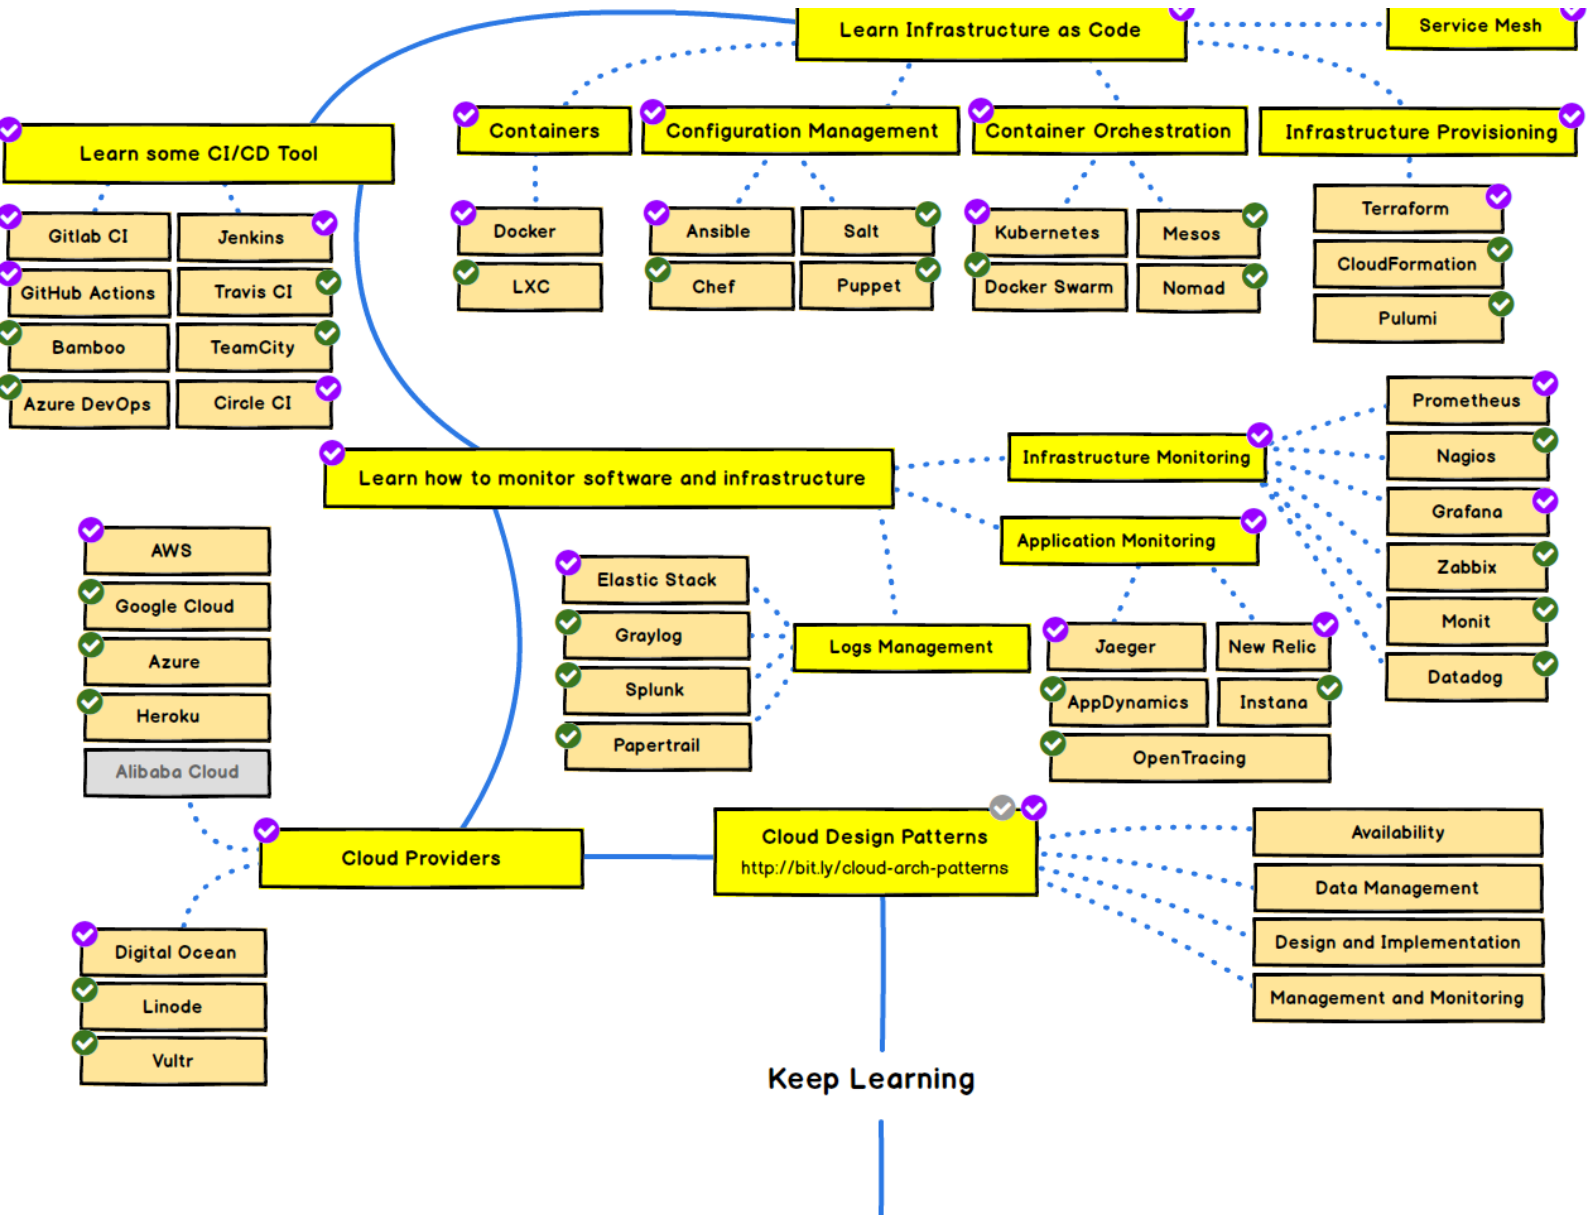 Learn Infrastructure as Code
Service Mesh
Containers
Configuration Management
Container Orchestration
Infrastructure Provisioning
Learn some CI/CD Tool
Gitlab CI
Jenkins
GitHub Actions
Travis CI
Bamboo
TeamCity
Azure DevOps
Circle CI
Docker
LXC
Ansible
Salt
Chef
Puppet
Kubernetes
Mesos
Docker Swarm
Nomad
Terraform
CloudFormation
Pulumi
Learn how to monitor software and infrastructure
Infrastructure Monitoring
Application Monitoring
Prometheus
Nagios
Grafana
Zabbix
Monit
Datadog
AWS
Google Cloud
Azure
Heroku
Alibaba Cloud
Elastic Stack
Graylog
Splunk
Papertrail
Logs Management
Jaeger
New Relic
AppDynamics
Instana
OpenTracing
Cloud Providers
Cloud Design Patterns
http://bit.ly/cloud-arch-patterns
Availability
Data Management
Design and Implementation
Management and Monitoring
Digital Ocean
Linode
Vultr
Keep Learning